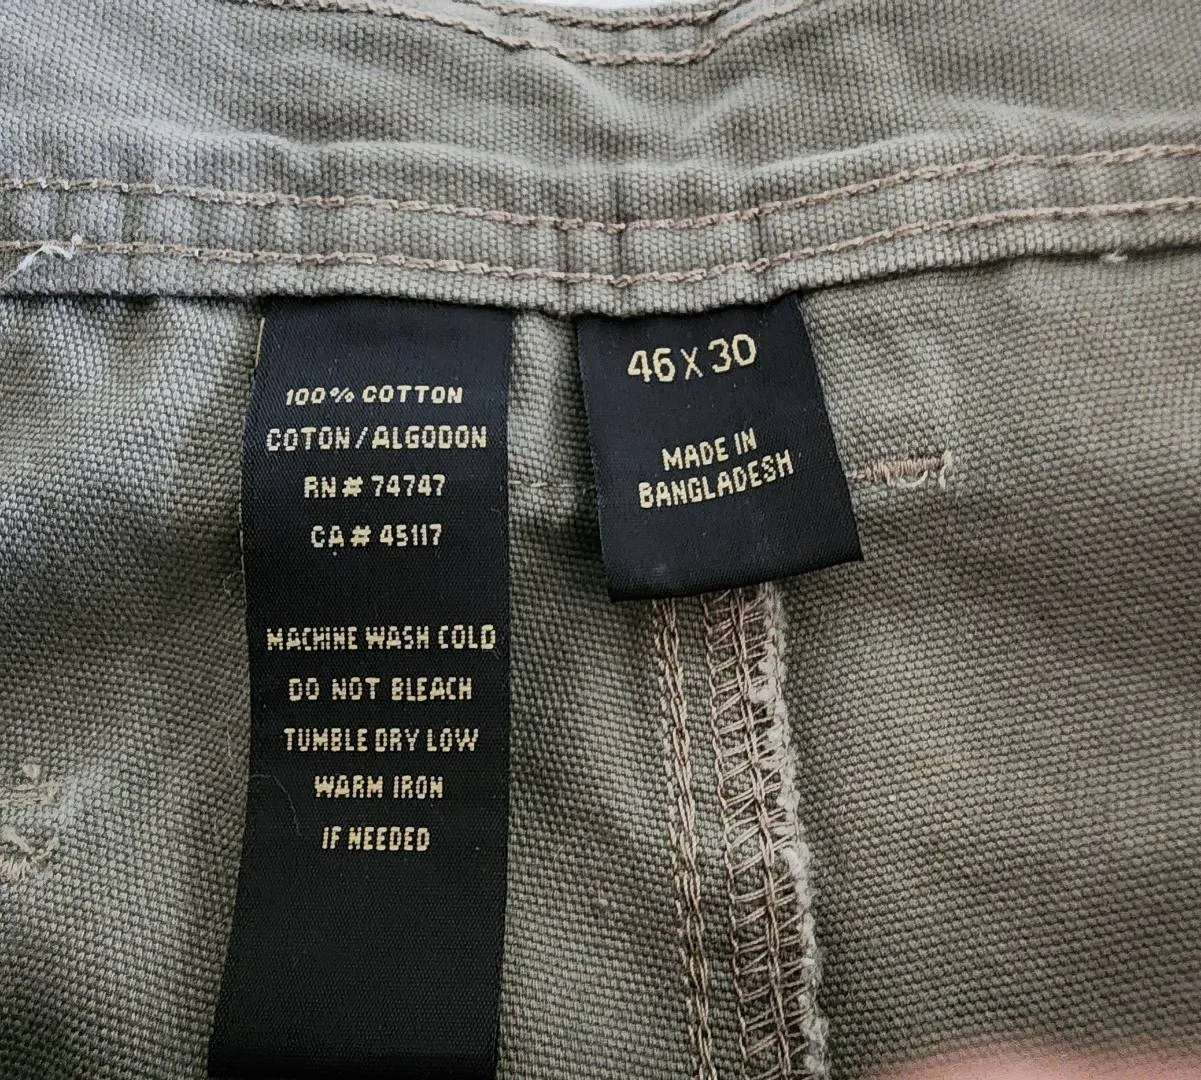 100% COTTON
COTON/ALGODON
RN# 74747
CA# 45117
MACHINE WASH COLD
DO NOT BLEACH
TUMBLE DRY LOW
WARM IRON
IF NEEDED
46 X 30
MADE IN
BANGLADESH